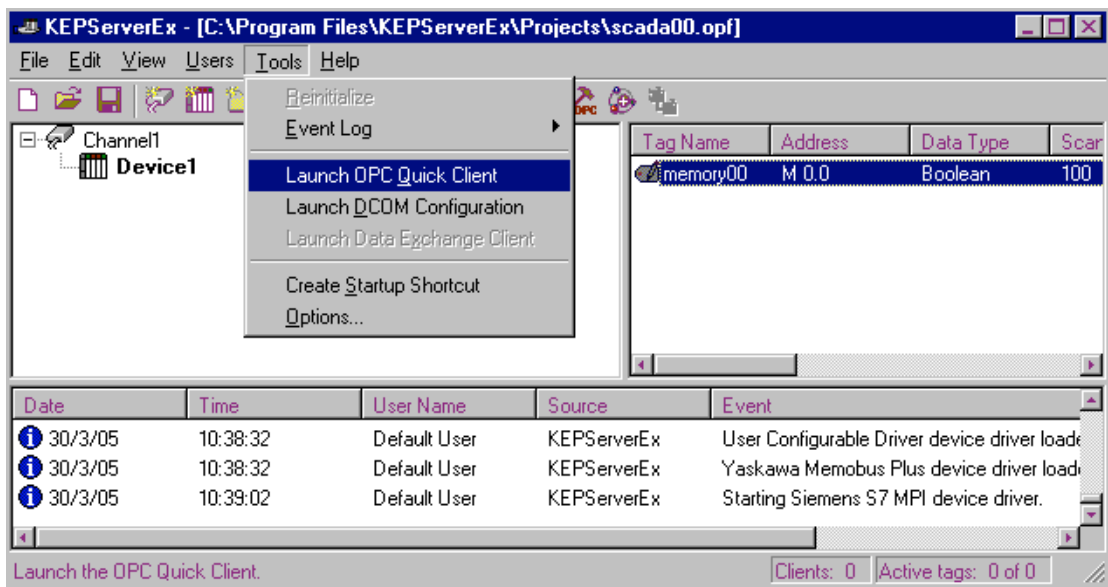 KEPServerEx - [C:\Program Files\KEPServerEx\Projects\scada00.opf]
File Edit View Users Tools Help
Reinitialize
Event Log
Launch OPC Quick Client
Launch DCOM Configuration
Launch Data Exchange Client
Create Startup Shortcut
Options...
Channel1
Device1
Tag Name Address Data Type Scan
memory00 M 0.0 Boolean 100
Date Time User Name Source Event
30/3/05 10:38:32 Default User KEPServerEx User Configurable Driver device driver loade
30/3/05 10:38:32 Default User KEPServerEx Yaskawa Memobus Plus device driver loade
30/3/05 10:39:02 Default User KEPServerEx Starting Siemens S7 MPI device driver.
Launch the OPC Quick Client. Clients: 0 Active tags: 0 of 0